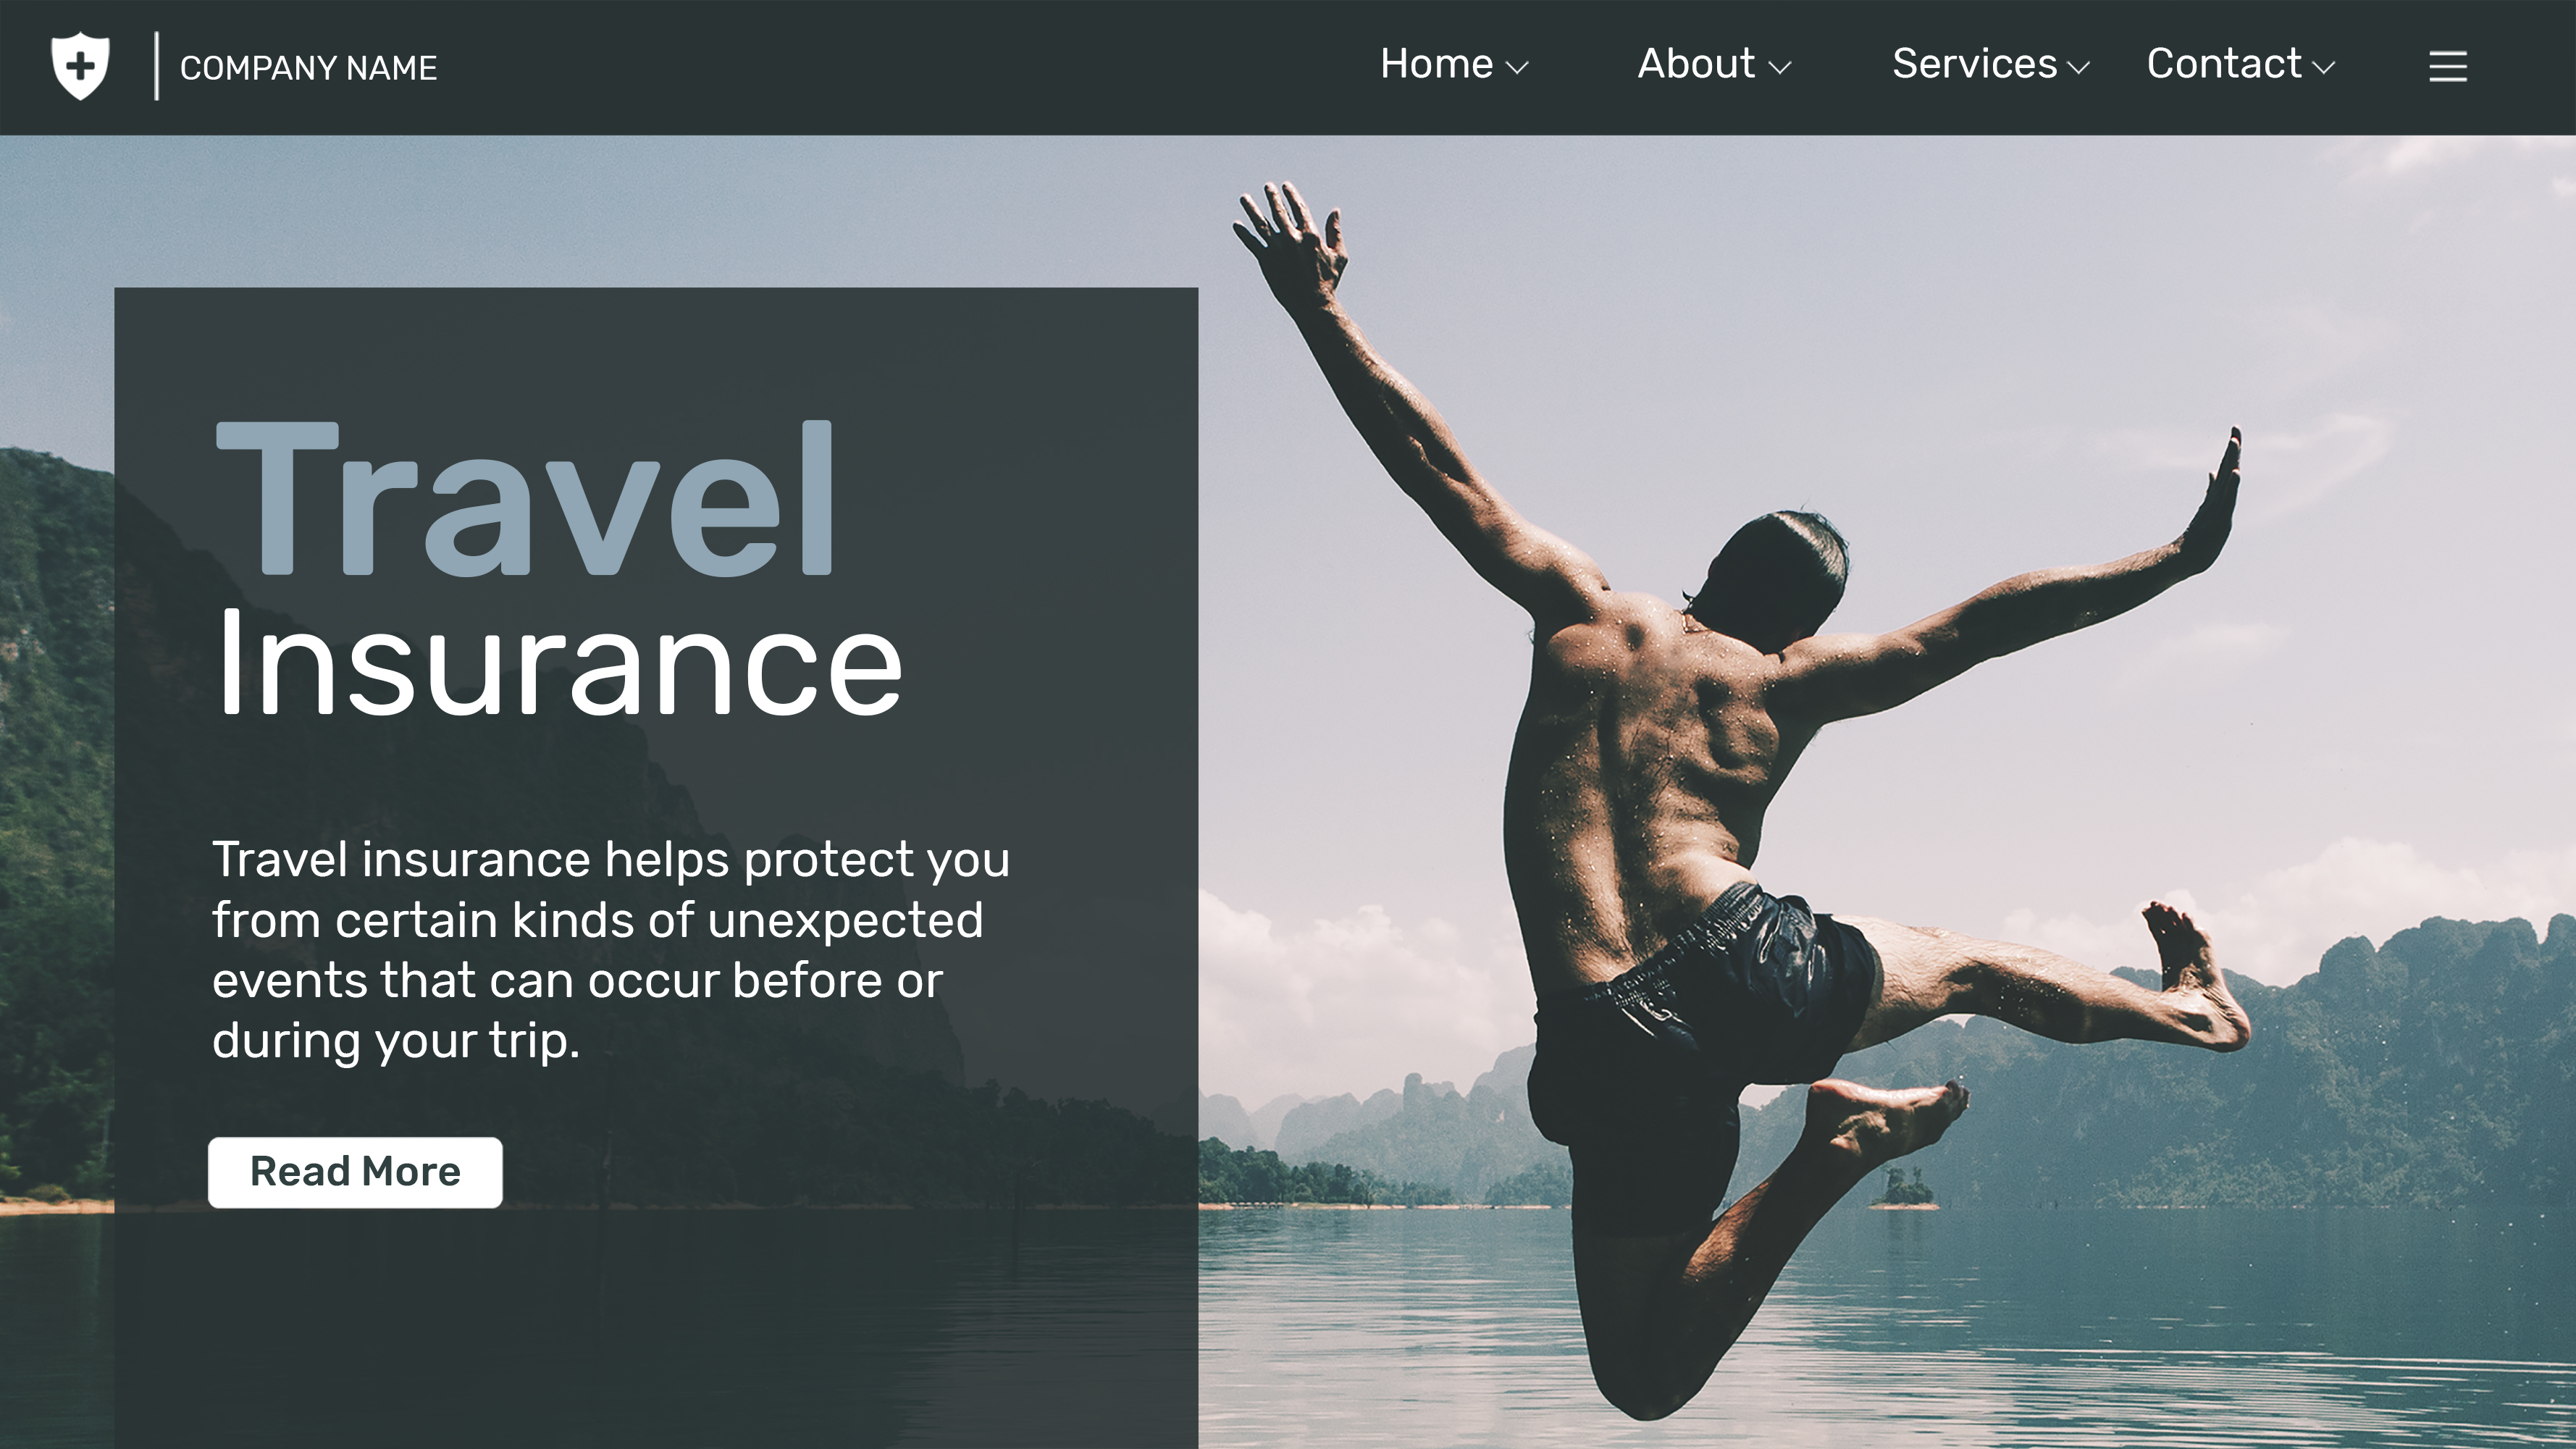 COMPANY NAME
Home
About
Services
Contact
Travel
Insurance
Travel insurance helps protect you
from certain kinds of unexpected
events that can occur before or
during your trip.
Read More